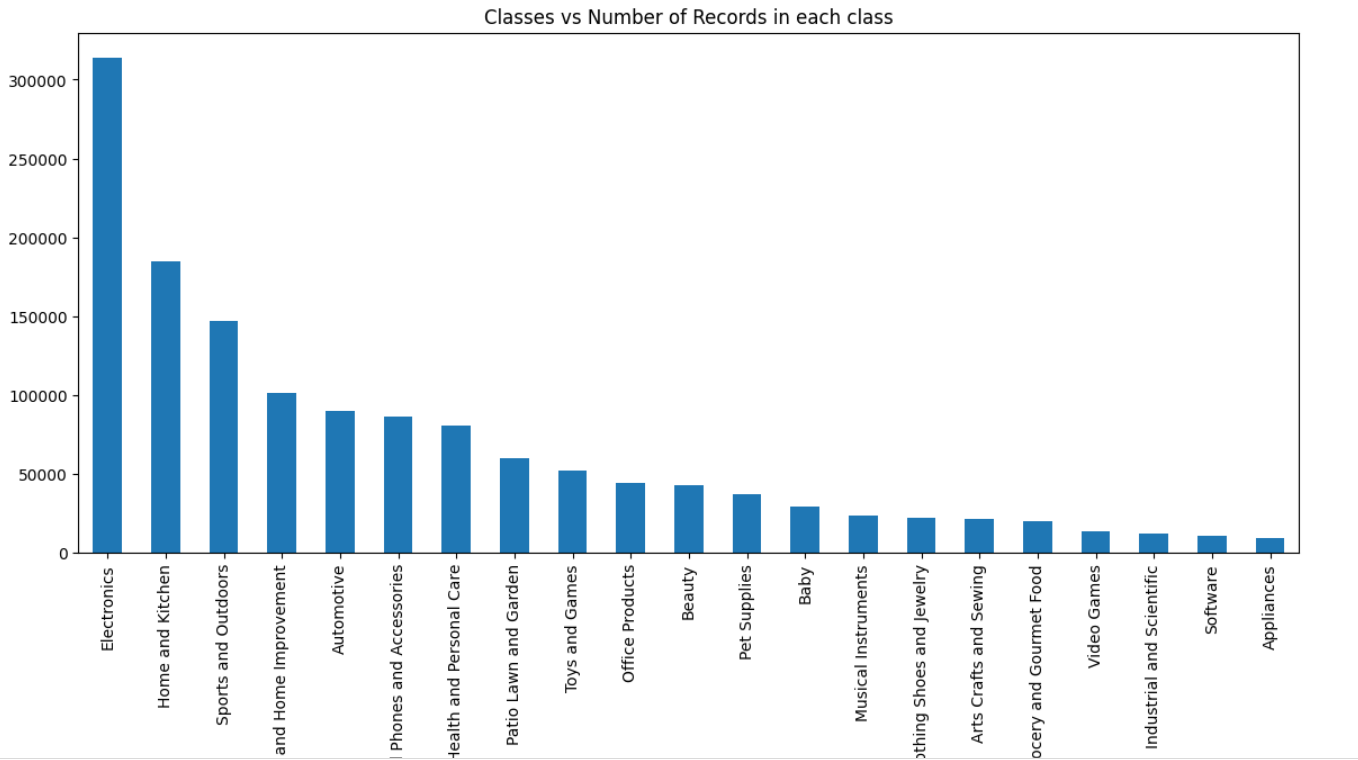 Classes vs Number of Records in each class
300000
250000
200000
150000
100000
50000
0
Electronics
Home and Kitchen
Sports and Outdoors
and Home Improvement
Automotive
Phones and Accessories
Health and Personal Care
Patio Lawn and Garden
Toys and Games
Office Products
Beauty
Pet Supplies
Baby
Musical Instruments
othing Shoes and Jewelry
Arts Crafts and Sewing
ocery and Gourmet Food
Video Games
Industrial and Scientific
Software
Appliances